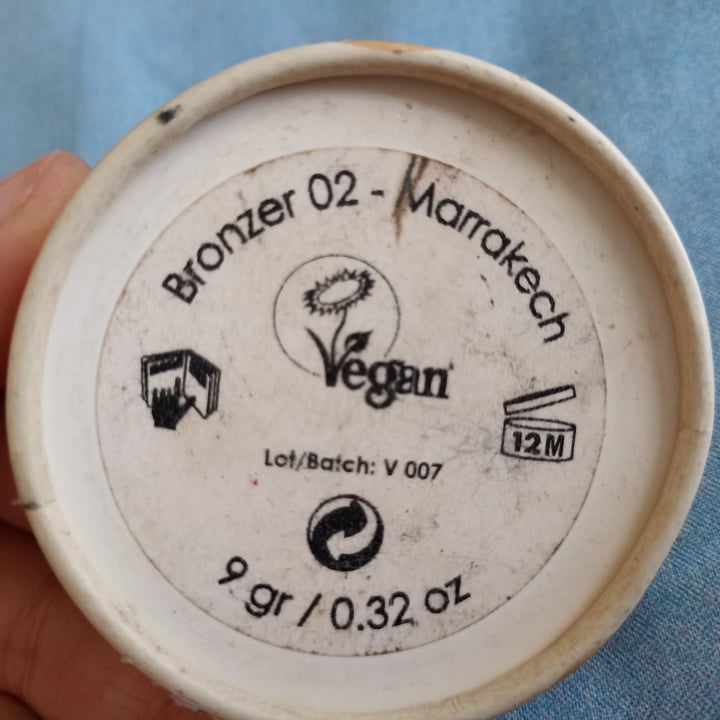 Bronzer 02 - Marrakech
Vegan
12M
Lot/Batch: V 007
9 gr / 0.32 oz